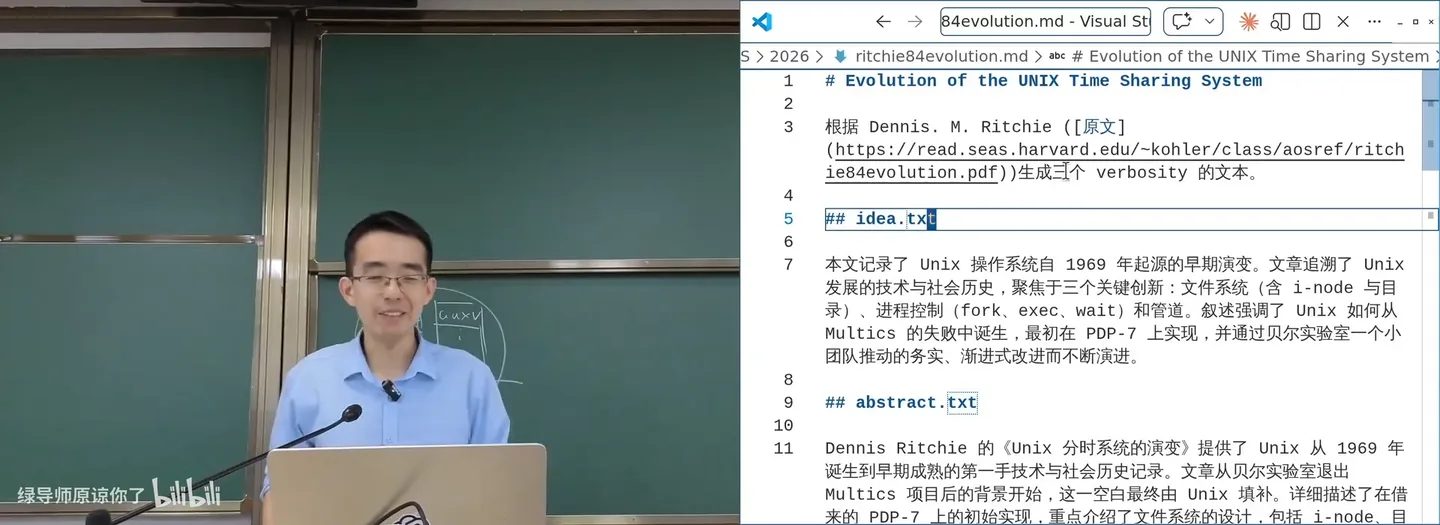 auxv
绿导师原谅你了 bilibili
84evolution.md - Visual St
S > 2026 > ritchie84evolution.md > abc # Evolution of the UNIX Time Sharing System
1 # Evolution of the UNIX Time Sharing System
2
3 根据 Dennis. M. Ritchie ([原文]
(https://read.seas.harvard.edu/~kohler/class/aosref/ritch
ie84evolution.pdf))生成三个 verbosity 的文本。
4
5 ## idea.txt
6
7 本文记录了 Unix 操作系统自 1969 年起源的早期演变。文章追溯了 Unix
发展的技术与社会历史，聚焦于三个关键创新：文件系统（含 i-node 与目
录）、进程控制（fork、exec、wait）和管道。叙述强调了 Unix 如何从
Multics 的失败中诞生，最初在 PDP-7 上实现，并通过贝尔实验室一个小
团队推动的务实、渐进式改进而不断演进。
8
9 ## abstract.txt
10
11 Dennis Ritchie 的《Unix 分时系统的演变》提供了 Unix 从 1969 年
诞生到早期成熟的第一手技术与社会历史记录。文章从贝尔实验室退出
Multics 项目后的背景开始，这一空白最终由 Unix 填补。详细描述了在借
来的 PDP-7 上的初始实现，重点介绍了文件系统的设计，包括 i-node、目